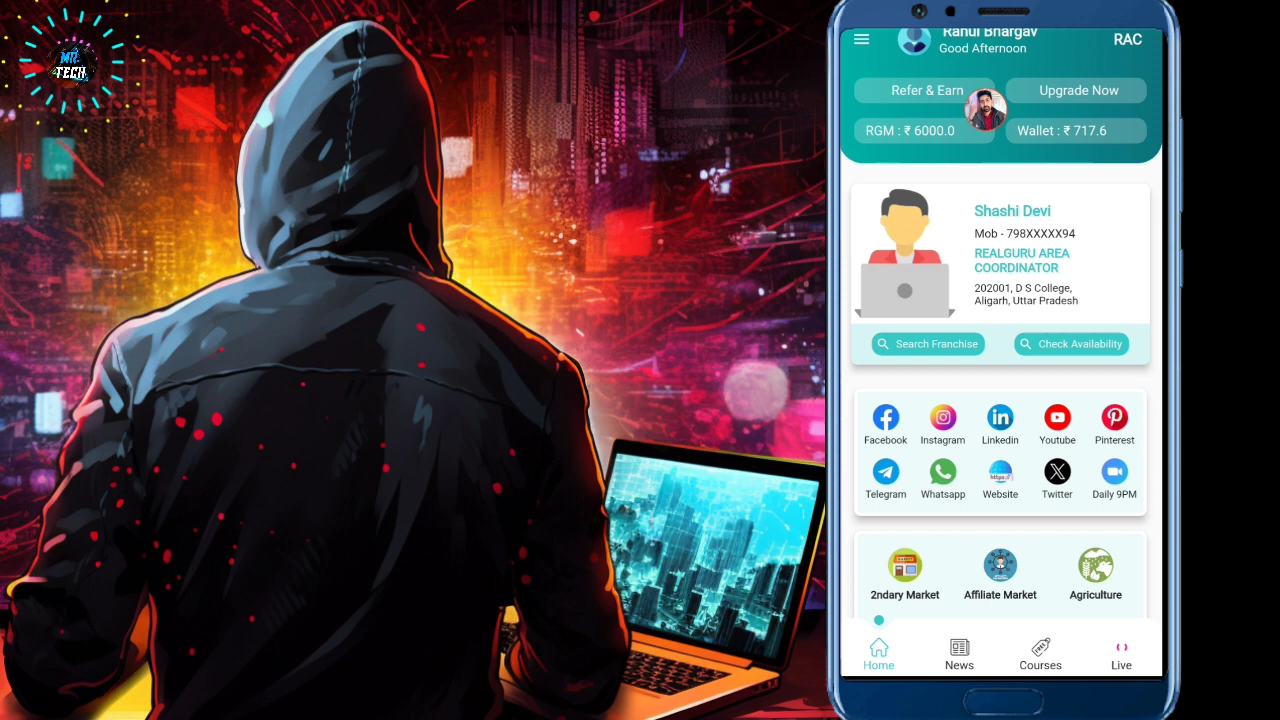 MR.
TECH
Rahul Bhargav
Good Afternoon
RAC
Refer & Earn
Upgrade Now
RGM : ₹ 6000.0
Wallet : ₹ 717.6
Shashi Devi
Mob - 798XXXXX94
REALGURU AREA
COORDINATOR
202001, D S College,
Aligarh, Uttar Pradesh
Search Franchise
Check Availability
Facebook
Instagram
Linkedin
Youtube
Pinterest
https://
Telegram
Whatsapp
Website
Twitter
Daily 9PM
2ndary Market
Affiliate Market
Agriculture
FREE
Home
News
Courses
Live